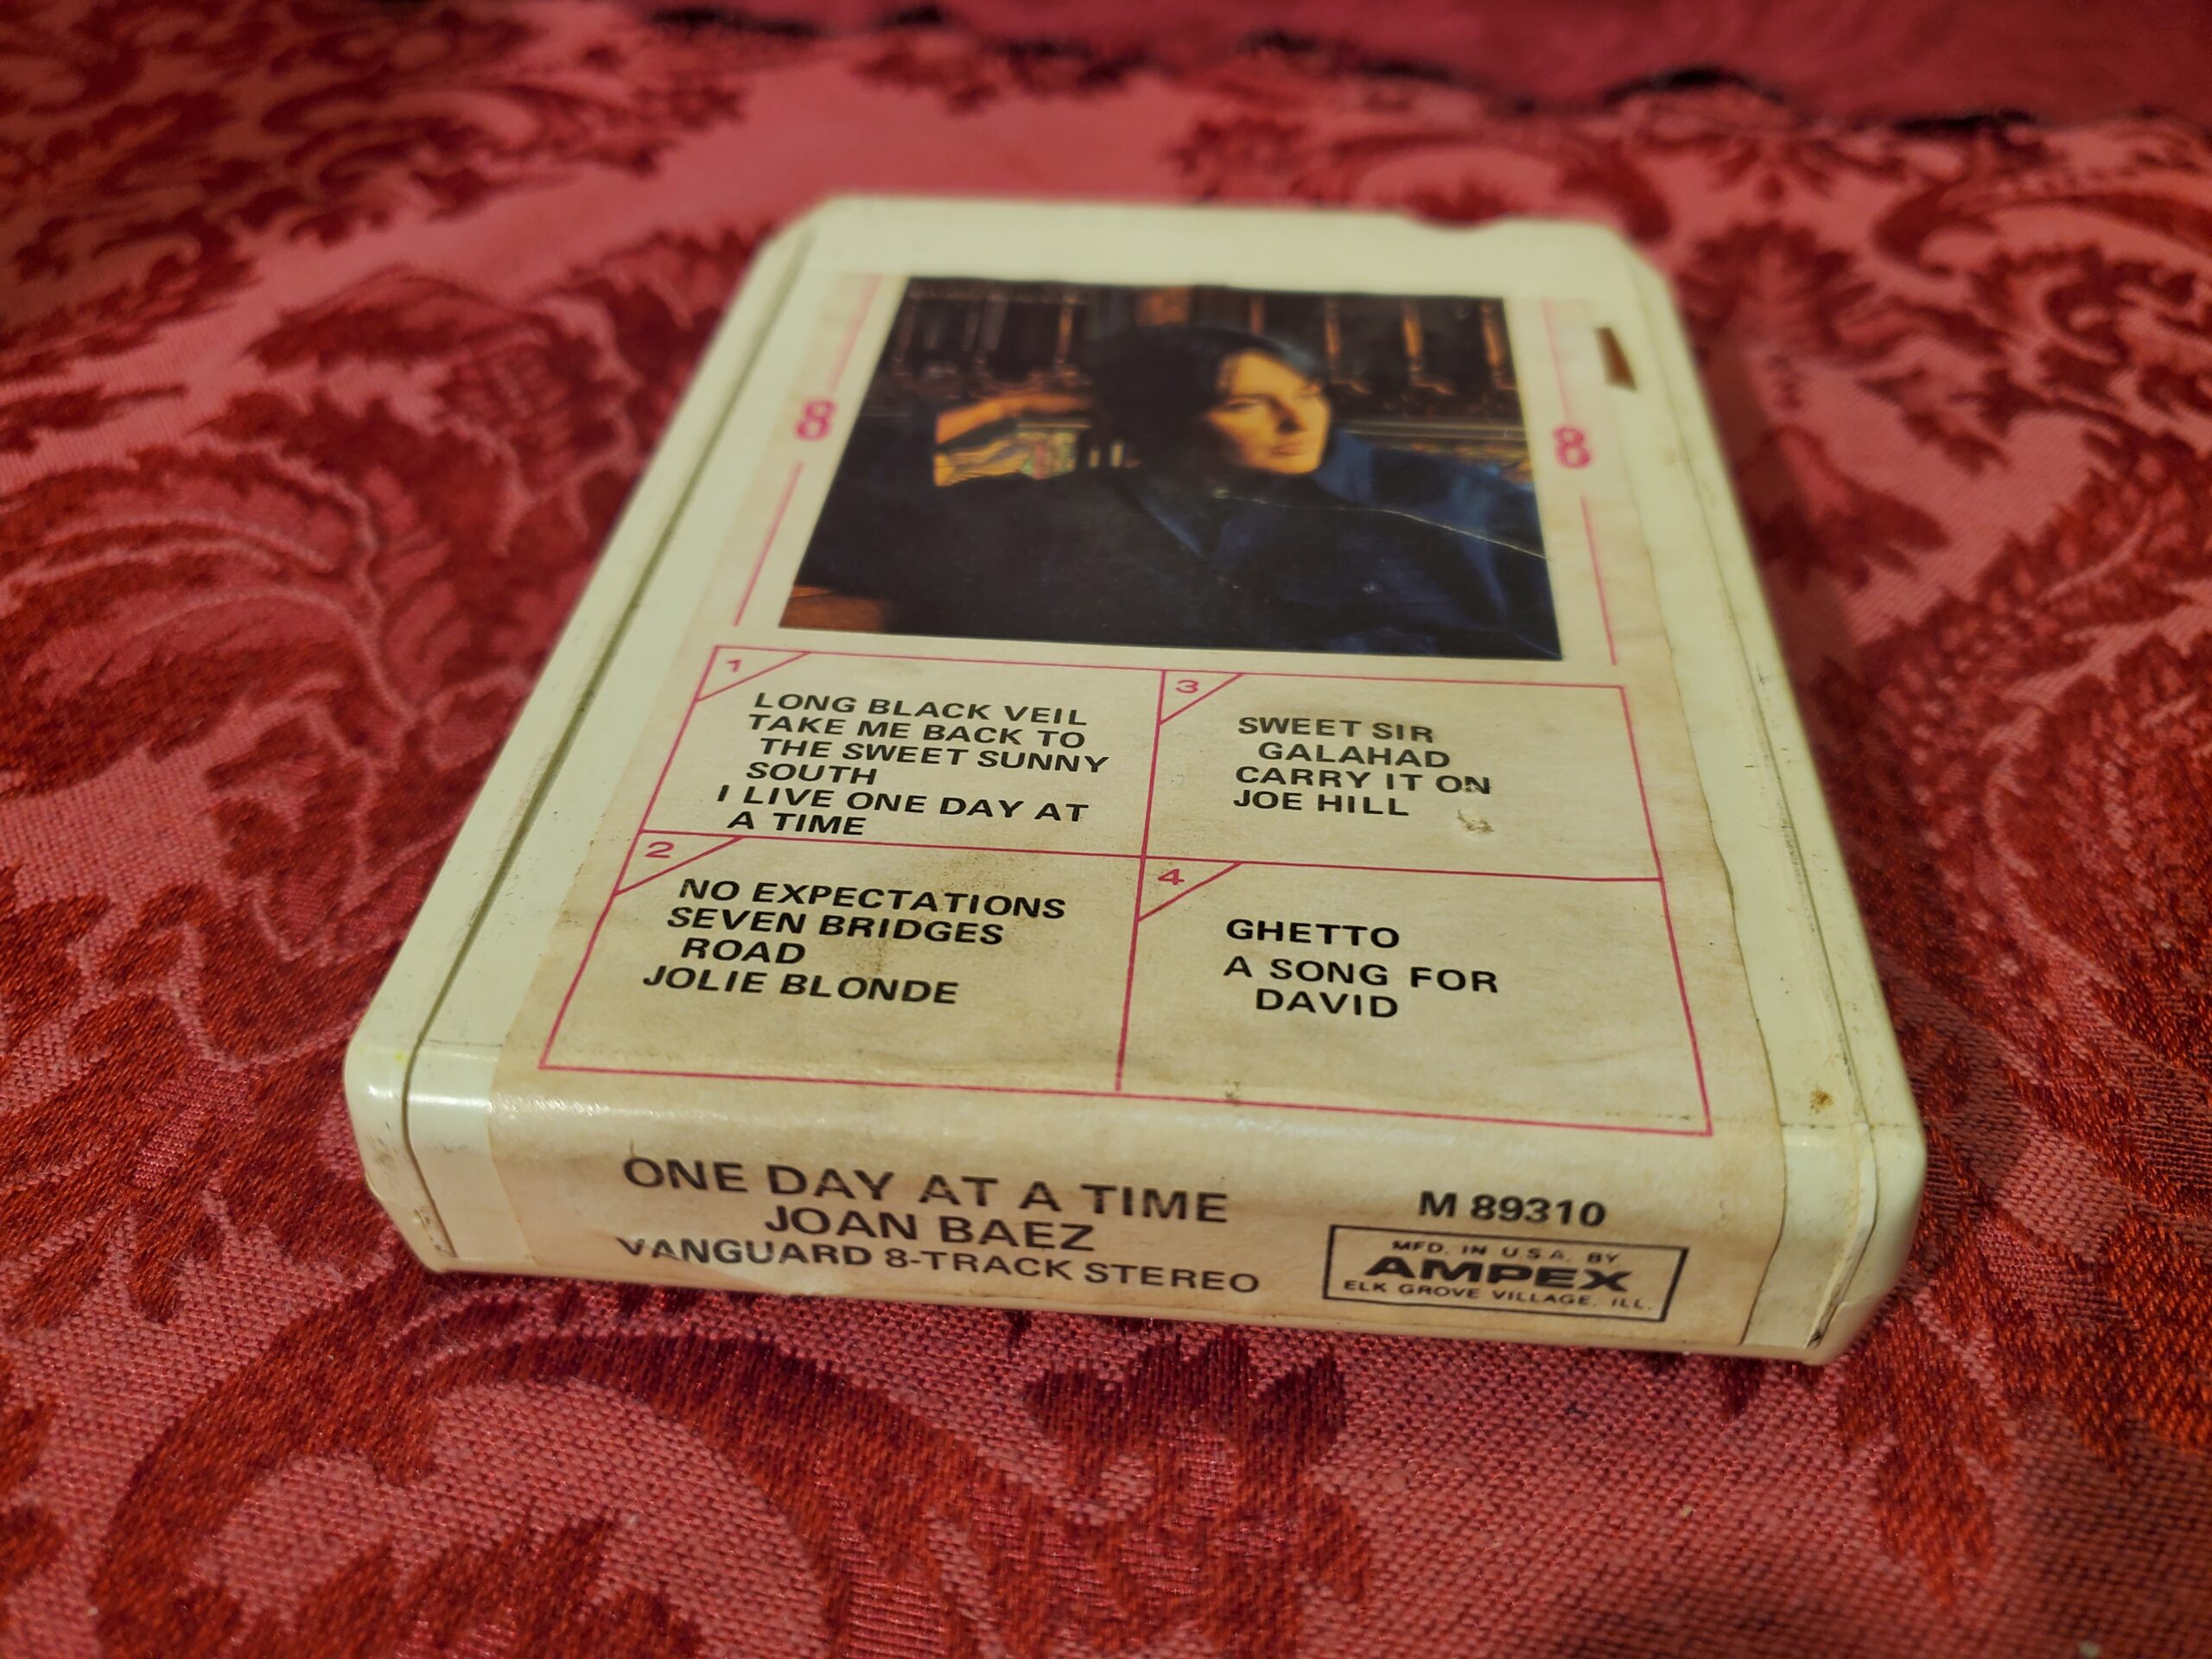 8
8
1
LONG BLACK VEIL
TAKE ME BACK TO
THE SWEET SUNNY
SOUTH
I LIVE ONE DAY AT
A TIME
3
SWEET SIR
GALAHAD
CARRY IT ON
JOE HILL
2
NO EXPECTATIONS
SEVEN BRIDGES
ROAD
JOLIE BLONDE
4
GHETTO
A SONG FOR
DAVID
ONE DAY AT A TIME
JOAN BAEZ
VANGUARD 8-TRACK STEREO
M 89310
MFD. IN U.S.A. BY
AMPEX
ELK GROVE VILLAGE, ILL.